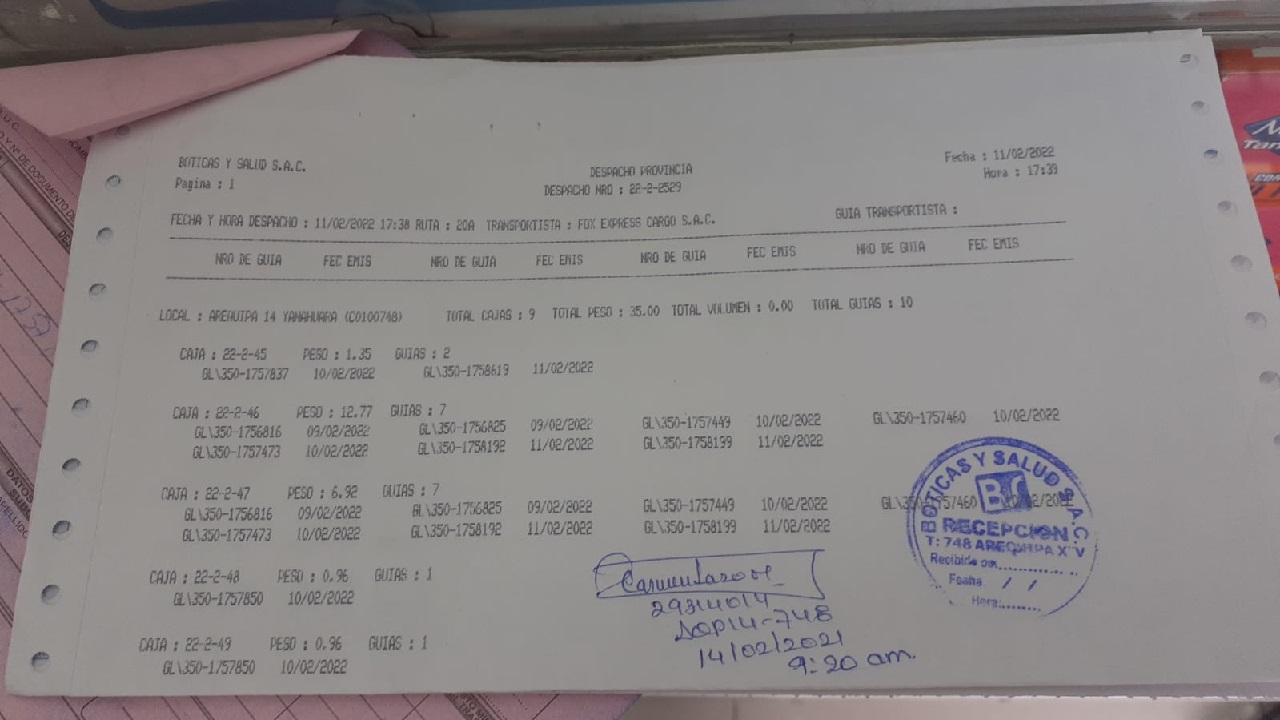 BOTICAS Y SALUD S.A.C.
Pagina : 1
DESPACHO PROVINCIA
DESPACHO NRO : 22-2-2529
Fecha : 11/02/2022
Hora : 17:39
FECHA Y HORA DESPACHO : 11/02/2022 17:38 RUTA : 20A TRANSPORTISTA : FOX EXPRESS CARGO S.A.C. GUIA TRANSPORTISTA :
NRO DE GUIA FEC EMIS NRO DE GUIA FEC EMIS NRO DE GUIA FEC EMIS NRO DE GUIA FEC EMIS
LOCAL : AREQUIPA 14 YANAHUARA (C0100748) TOTAL CAJAS : 9 TOTAL PESO : 35.00 TOTAL VOLUMEN : 0.00 TOTAL GUIAS : 10
CAJA : 22-2-45 PESO : 1.35 GUIAS : 2
GL\350-1757837 10/02/2022 GL\350-1758619 11/02/2022
CAJA : 22-2-46 PESO : 12.77 GUIAS : 7
GL\350-1756816 09/02/2022 GL\350-1756825 09/02/2022 GL\350-1757449 10/02/2022 GL\350-1757460 10/02/2022
GL\350-1757473 10/02/2022 GL\350-1758192 11/02/2022 GL\350-1758199 11/02/2022
CAJA : 22-2-47 PESO : 6.92 GUIAS : 7
GL\350-1756816 09/02/2022 GL\350-1756825 09/02/2022 GL\350-1757449 10/02/2022 GL\350-1757460 10/02/2022
GL\350-1757473 10/02/2022 GL\350-1758192 11/02/2022 GL\350-1758199 11/02/2022
CAJA : 22-2-48 PESO : 0.96 GUIAS : 1
GL\350-1757850 10/02/2022
CAJA : 22-2-49 PESO : 0.96 GUIAS : 1
GL\350-1757850 10/02/2022
BOTICAS Y SALUD S.A.C.
BS
RECEPCION
T: 748 AREQUIPA XIV
Recibido por
Fecha / /
Hora:
29314014
AQP14-748
14/02/2021
9:20 am.